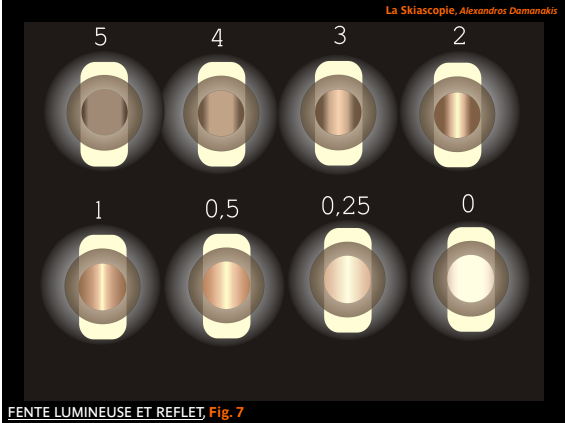 La Skiascopie, Alexandros Damanakis
5 4 3 2
1 0,5 0,25 0
FENTE LUMINEUSE ET REFLET, Fig. 7